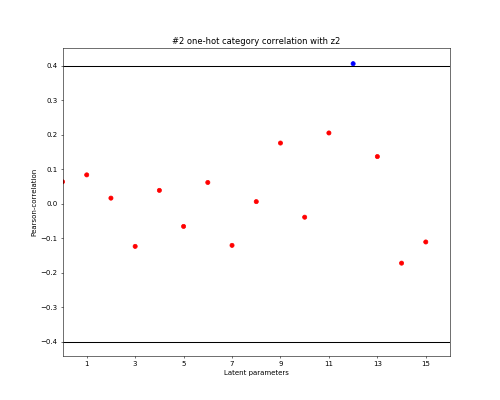 #2 one-hot category correlation with z2
0.4
0.3
0.2
0.1
0.0
−0.1
−0.2
−0.3
−0.4
Pearson-correlation
1 3 5 7 9 11 13 15
Latent parameters